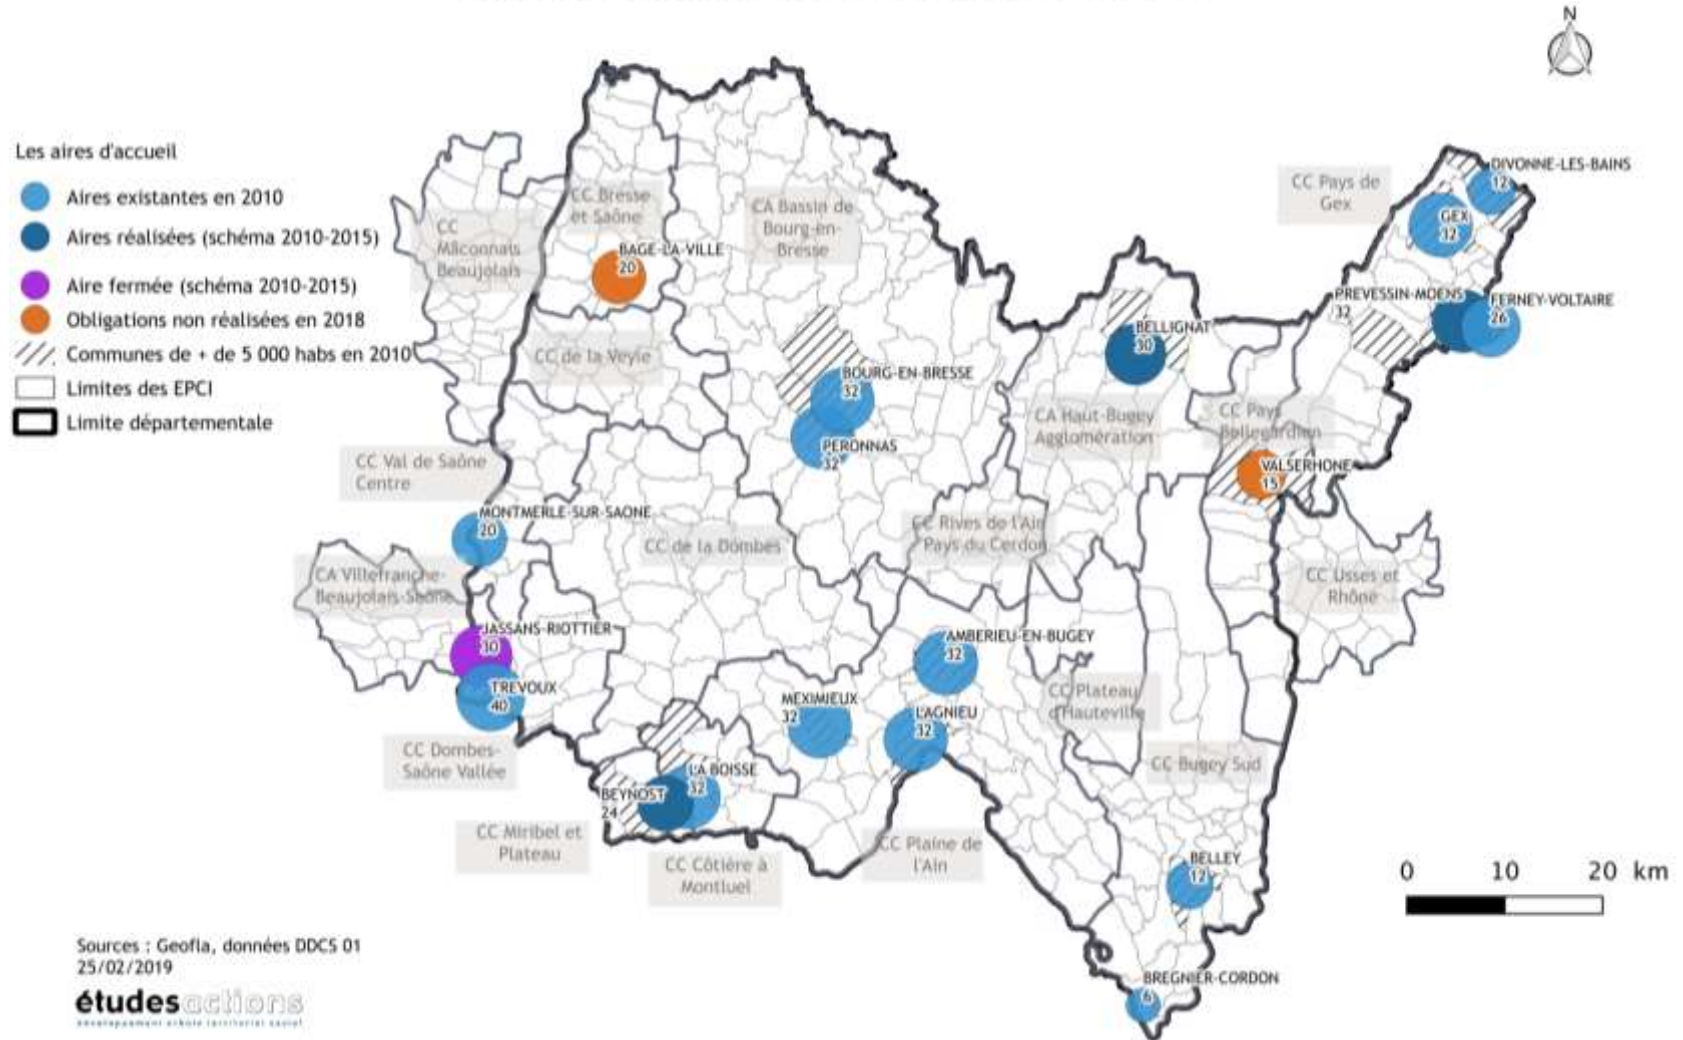 N
Les aires d'accueil
Aires existantes en 2010
Aires réalisées (schéma 2010-2015)
Aire fermée (schéma 2010-2015)
Obligations non réalisées en 2018
Communes de + de 5 000 habs en 2010
Limites des EPCI
Limite départementale
CC
Mâconnais
Beaujolais
CC Bresse
et Saône
CA Bassin de
Bourg-en-
Bresse
CC Pays de
Gex
DIVONNE-LES-BAINS
12
GEX
32
BAGE-LA-VILLE
20
PREVESSIN-MOENS
32
FERNEY-VOLTAIRE
26
BELLIGNAT
30
CC de la Veyle
BOURG-EN-BRESSE
32
PERONNAS
32
CA Haut-Bugey
Agglomération
CC Pays
Bellegardien
VALSERHONE
15
CC Val de Saône
Centre
MONTMERLE-SUR-SAONE
20
CC de la Dombes
CC Rives de l'Ain
Pays du Cerdon
CA Villefranche-
Beaujolais-Saône
CC Usses et
Rhône
JASSANS-RIOTTIER
30
TREVOUX
40
AMBERIEU-EN-BUGEY
32
MEXIMIEUX
32
LAGNIEU
32
CC Plateau
d'Hauteville
CC Dombes-
Saône Vallée
CC Bugey Sud
LA BOISSE
32
BEYNOST
24
CC Miribel et
Plateau
CC Côtière à
Montluel
CC Plaine de
l'Ain
BELLEY
12
0 10 20 km
BREGNIER-CORDON
6
Sources : Geofla, données DDCS 01
25/02/2019
étudesactions
développement urbain territorial social